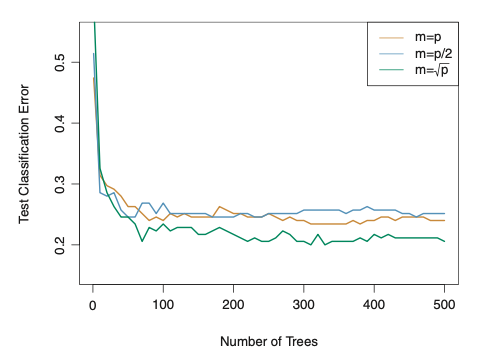 m=p
m=p/2
m=√p
0.5
0.4
0.3
0.2
Test Classification Error
0 100 200 300 400 500
Number of Trees